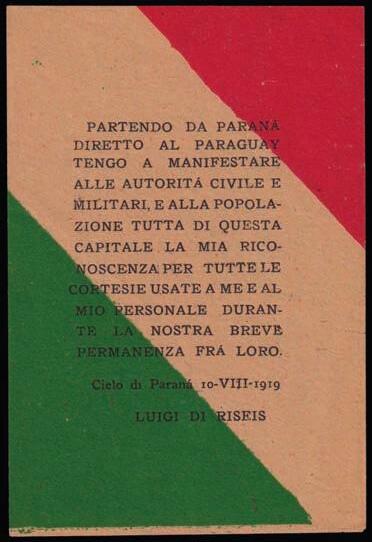 PARTENDO DA PARANÁ
DIRETTO AL PARAGUAY
TENGO A MANIFESTARE
ALLE AUTORITÁ CIVILE E
MILITARI, E ALLA POPOLA-
ZIONE TUTTA DI QUESTA
CAPITALE LA MIA RICO-
NOSCENZA PER TUTTE LE
CORTESIE USATE A ME E AL
MIO PERSONALE DURAN-
TE LA NOSTRA BREVE
PERMANENZA FRÁ LORO.
Cielo di Paraná 10-VIII-1919
LUIGI DI RISEIS